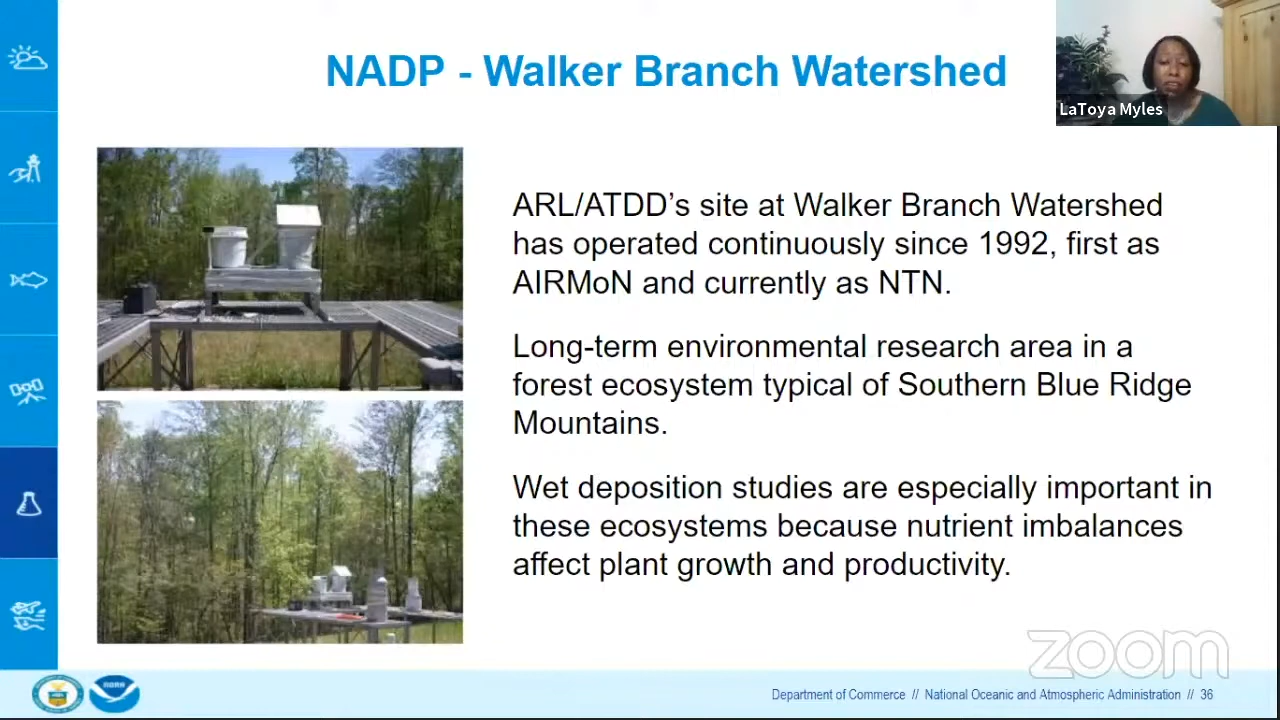 NADP - Walker Branch Watershed
LaToya Myles
ARL/ATDD's site at Walker Branch Watershed
has operated continuously since 1992, first as
AIRMoN and currently as NTN.
Long-term environmental research area in a
forest ecosystem typical of Southern Blue Ridge
Mountains.
Wet deposition studies are especially important in
these ecosystems because nutrient imbalances
affect plant growth and productivity.
zoom
NOAA
Department of Commerce // National Oceanic and Atmospheric Administration // 36